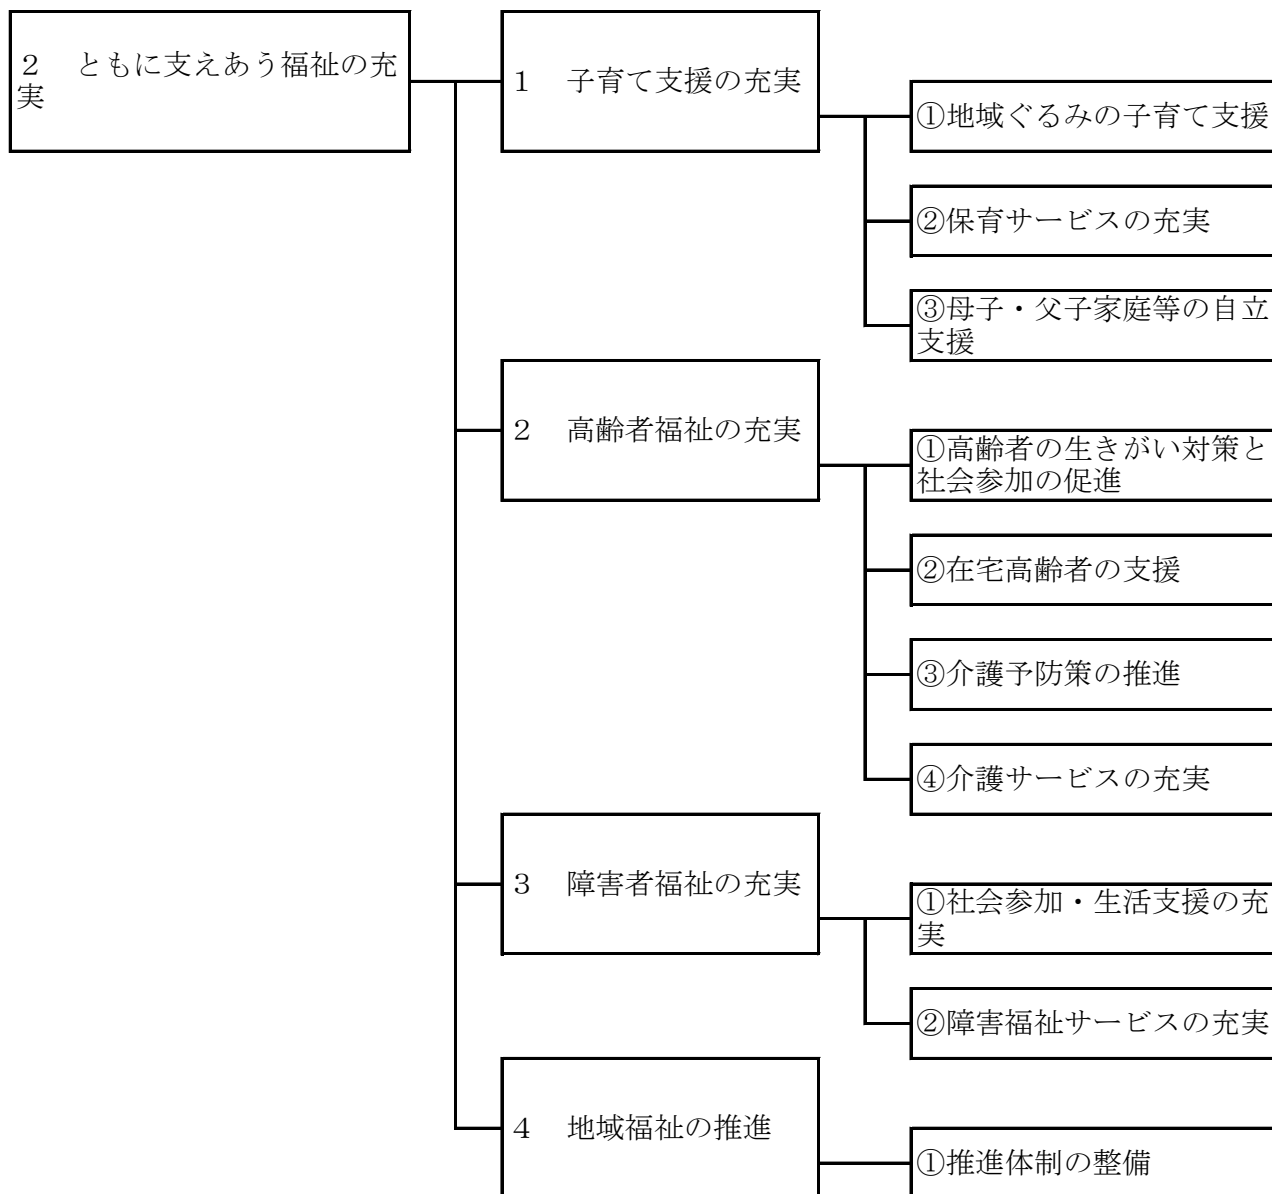 ２　ともに支えあう福祉の充
実
１　子育て支援の充実
①地域ぐるみの子育て支援
②保育サービスの充実
③母子・父子家庭等の自立
支援
２　高齢者福祉の充実
①高齢者の生きがい対策と
社会参加の促進
②在宅高齢者の支援
③介護予防策の推進
④介護サービスの充実
３　障害者福祉の充実
①社会参加・生活支援の充
実
②障害福祉サービスの充実
４　地域福祉の推進
①推進体制の整備